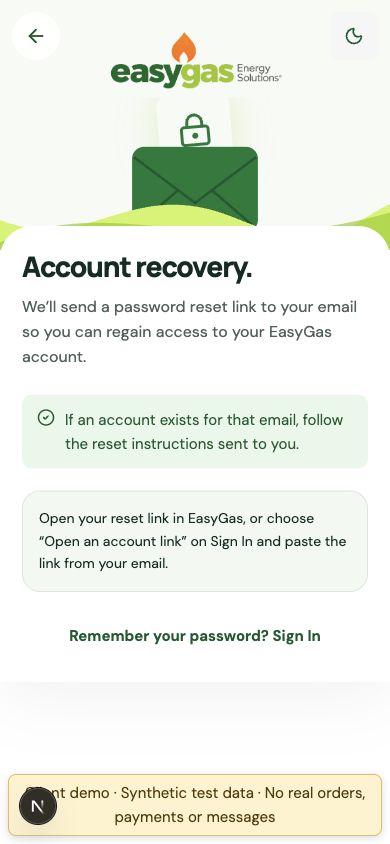 easygas Energy
Solutions®
Account recovery.
We’ll send a password reset link to your email
so you can regain access to your EasyGas
account.
If an account exists for that email, follow
the reset instructions sent to you.
Open your reset link in EasyGas, or choose
“Open an account link” on Sign In and paste the
link from your email.
Remember your password? Sign In
N
demo · Synthetic test data · No real orders,
payments or messages